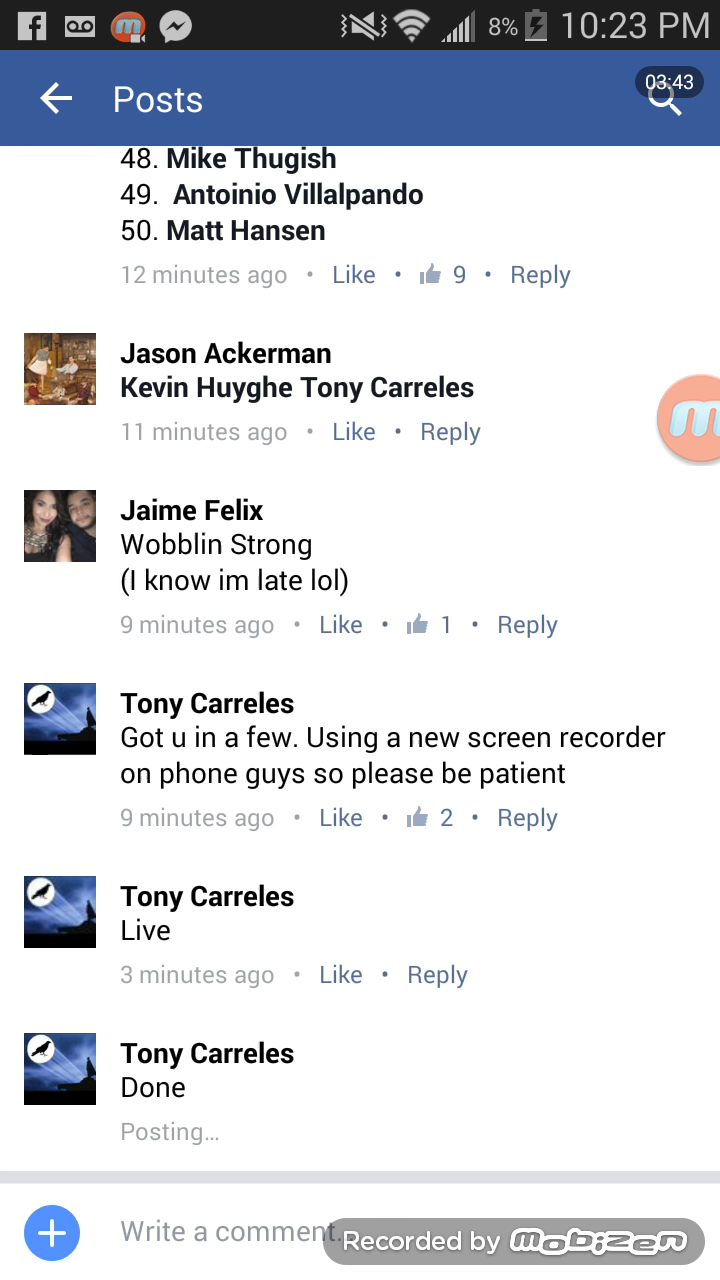 8% 10:23 PM
Posts
03:43
48. Mike Thugish
49. Antoinio Villalpando
50. Matt Hansen
12 minutes ago • Like • 9 • Reply
Jason Ackerman
Kevin Huyghe Tony Carreles
11 minutes ago • Like • Reply
Jaime Felix
Wobblin Strong
(I know im late lol)
9 minutes ago • Like • 1 • Reply
Tony Carreles
Got u in a few. Using a new screen recorder
on phone guys so please be patient
9 minutes ago • Like • 2 • Reply
Tony Carreles
Live
3 minutes ago • Like • Reply
Tony Carreles
Done
Posting...
Write a comment...
Recorded by mobizen